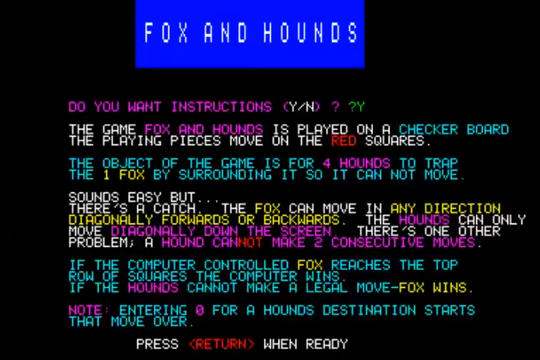 FOX AND HOUNDS
DO YOU WANT INSTRUCTIONS (Y/N) ? ?Y
THE GAME FOX AND HOUNDS IS PLAYED ON A CHECKER BOARD
THE PLAYING PIECES MOVE ON THE RED SQUARES.
THE OBJECT OF THE GAME IS FOR 4 HOUNDS TO TRAP
THE 1 FOX BY SURROUNDING IT SO IT CAN NOT MOVE.
SOUNDS EASY BUT...
THERE'S A CATCH... THE FOX CAN MOVE IN ANY DIRECTION
DIAGONALLY FORWARDS OR BACKWARDS. THE HOUNDS CAN ONLY
MOVE DIAGONALLY DOWN THE SCREEN. THERE'S ONE OTHER
PROBLEM; A HOUND CANNOT MAKE 2 CONSECUTIVE MOVES.
IF THE COMPUTER CONTROLLED FOX REACHES THE TOP
ROW OF SQUARES THE COMPUTER WINS.
IF THE HOUNDS CANNOT MAKE A LEGAL MOVE-FOX WINS.
NOTE: ENTERING 0 FOR A HOUNDS DESTINATION STARTS
THAT MOVE OVER.
PRESS <RETURN> WHEN READY